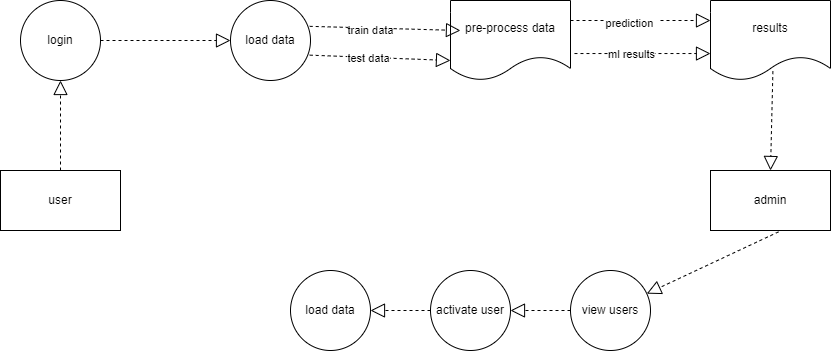 login
load data
train data
test data
pre-process data
prediction
ml results
results
user
admin
load data
activate user
view users